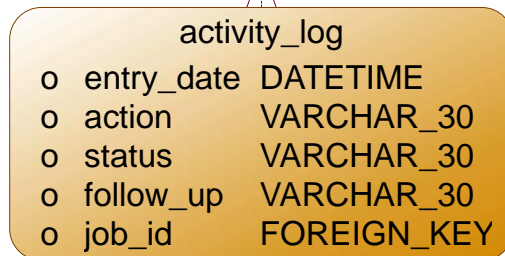 activity_log
o entry_date DATETIME
o action VARCHAR_30
o status VARCHAR_30
o follow_up VARCHAR_30
o job_id FOREIGN_KEY